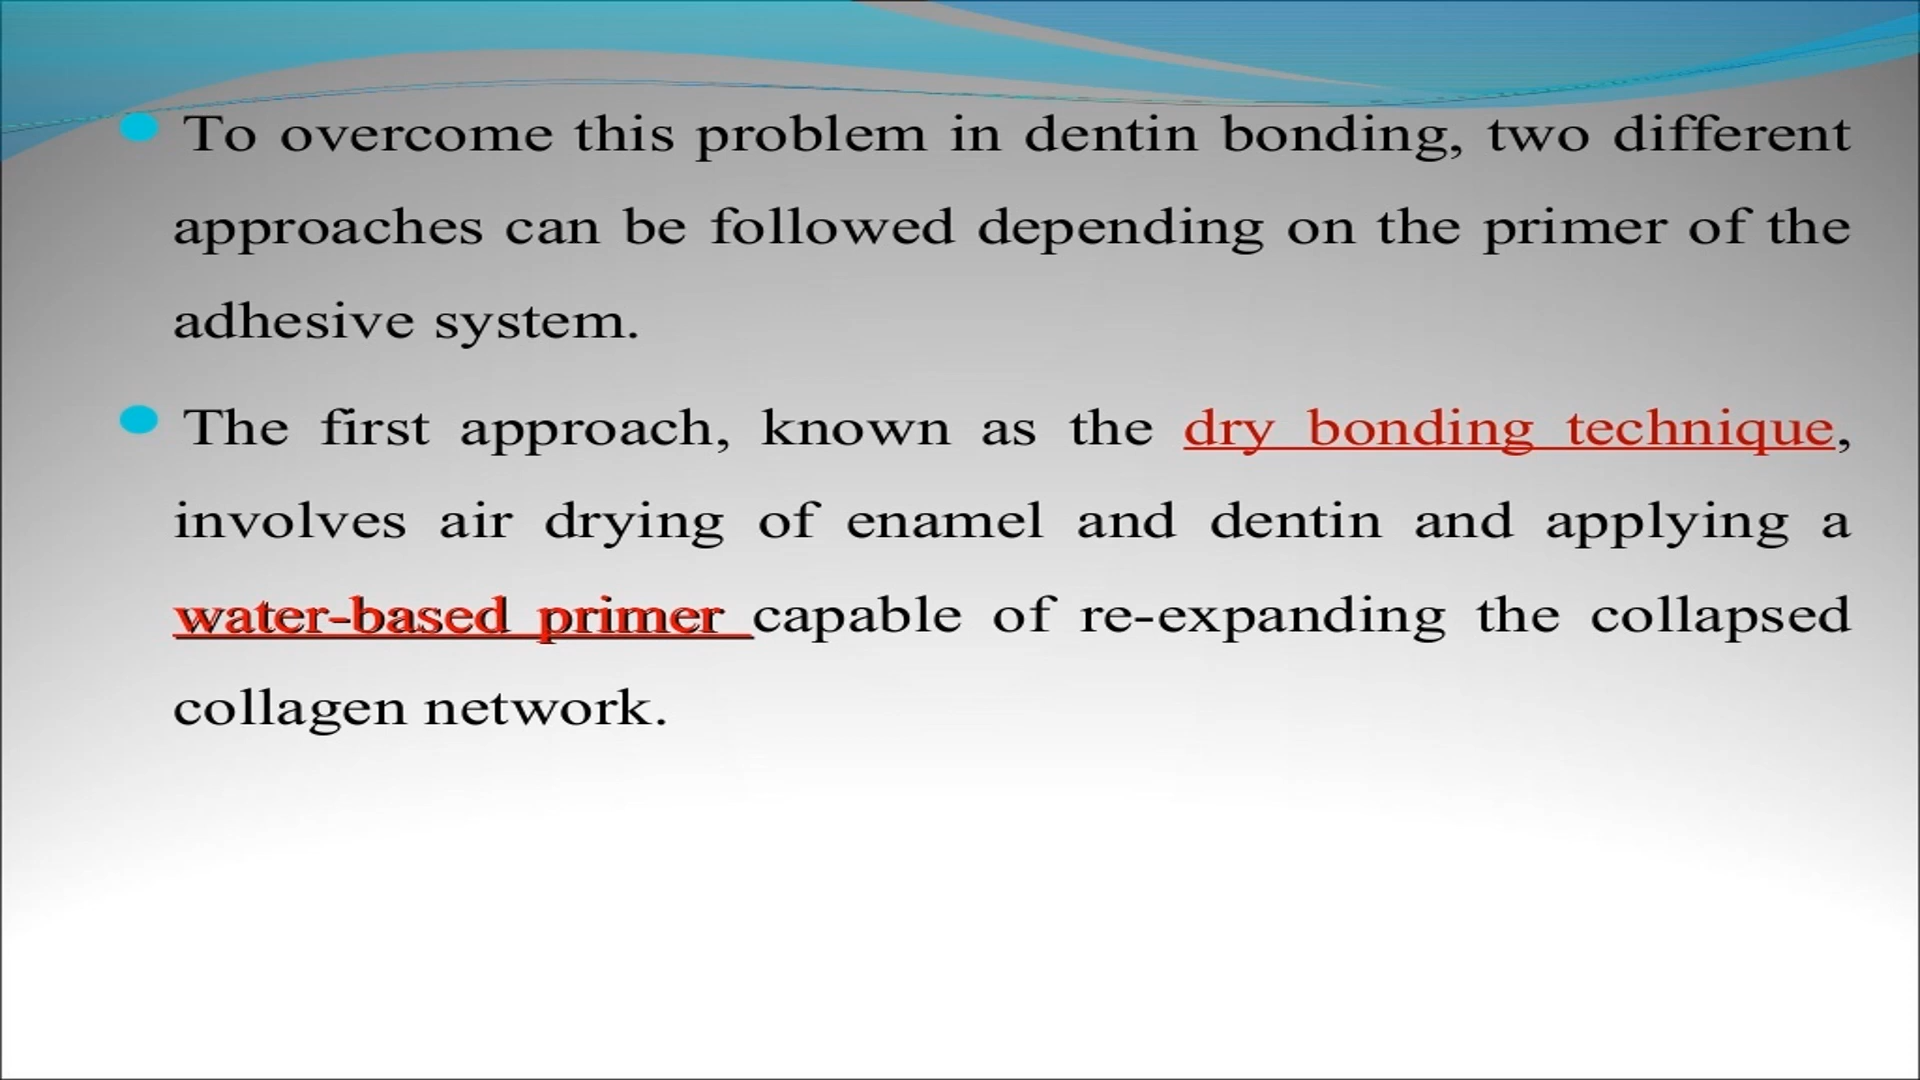 To overcome this problem in dentin bonding, two different
approaches can be followed depending on the primer of the
adhesive system.
The first approach, known as the dry bonding technique,
involves air drying of enamel and dentin and applying a
water-based primer capable of re-expanding the collapsed
collagen network.